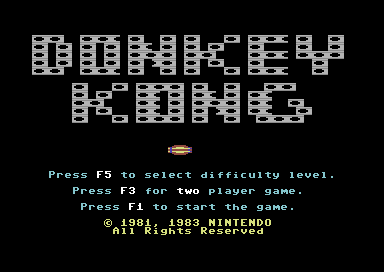 DONKEY
KONG
Press F5 to select difficulty level.
Press F3 for two player game.
Press F1 to start the game.
© 1981, 1983 NINTENDO
All Rights Reserved